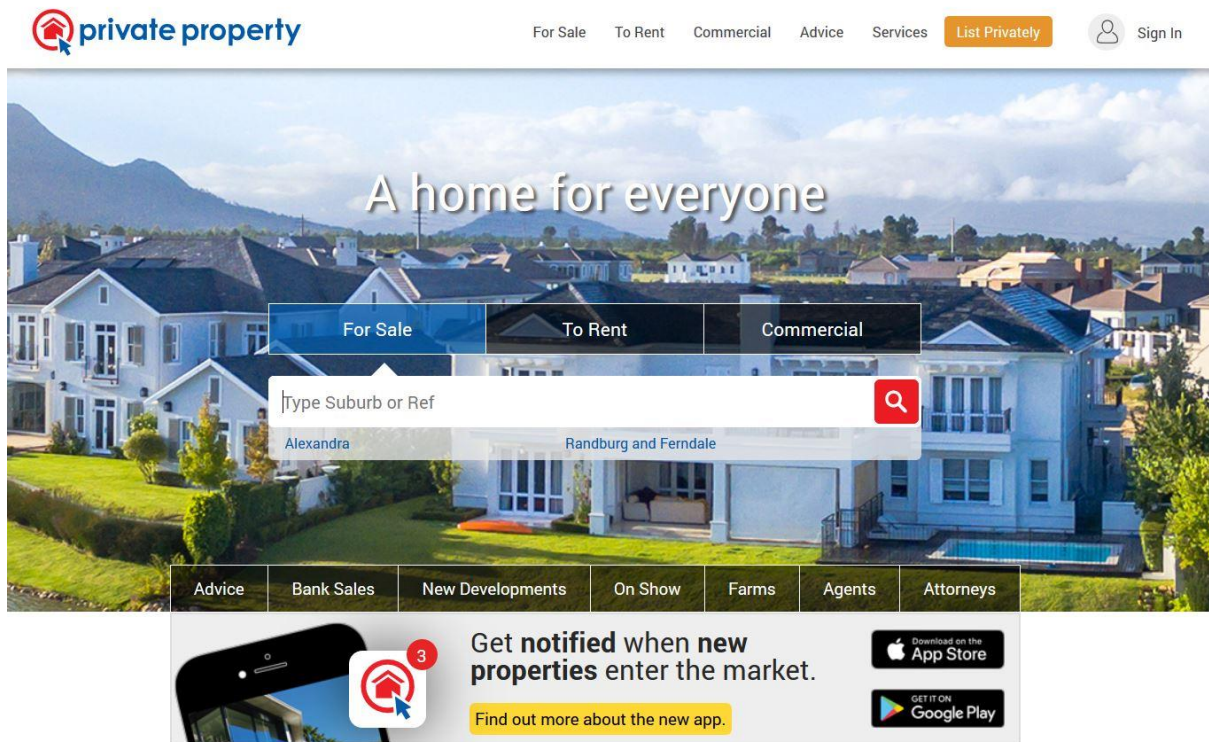 private property
For Sale To Rent Commercial Advice Services List Privately Sign In
A home for everyone
For Sale To Rent Commercial
Type Suburb or Ref
Alexandra Randburg and Ferndale
Advice Bank Sales New Developments On Show Farms Agents Attorneys
3
Get notified when new
properties enter the market.
Find out more about the new app.
Download on the
App Store
GET IT ON
Google Play